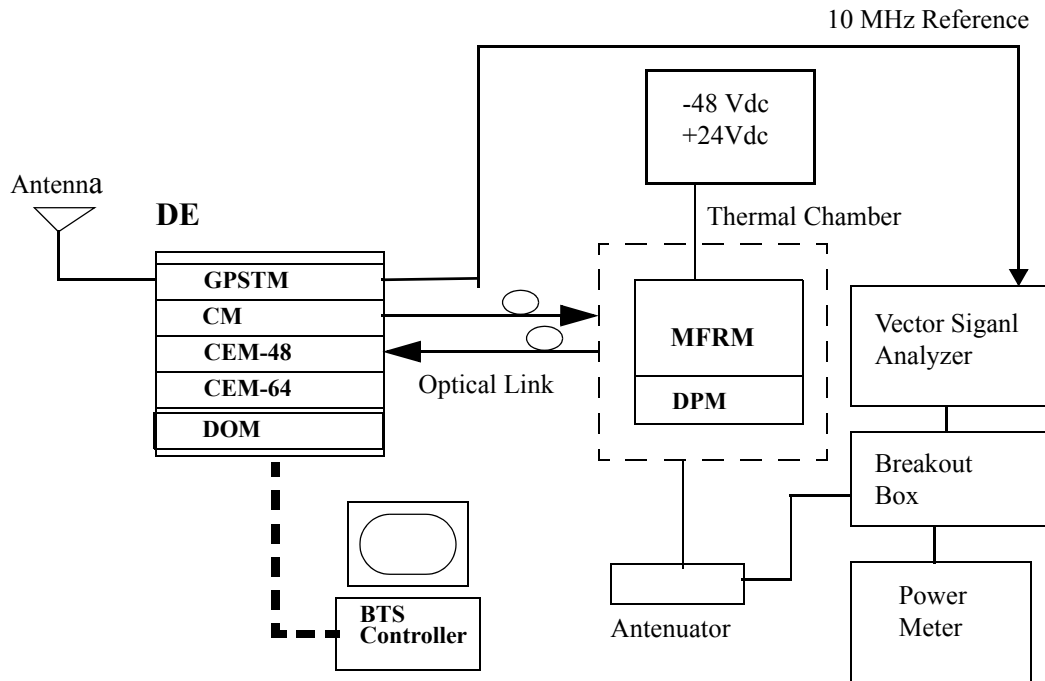 10 MHz Reference
-48 Vdc
+24Vdc
Antenna
DE
Thermal Chamber
GPSTM
CM
CEM-48
CEM-64
DOM
Optical Link
MFRM
DPM
Vector Siganl
Analyzer
Breakout
Box
BTS
Controller
Antenuator
Power
Meter